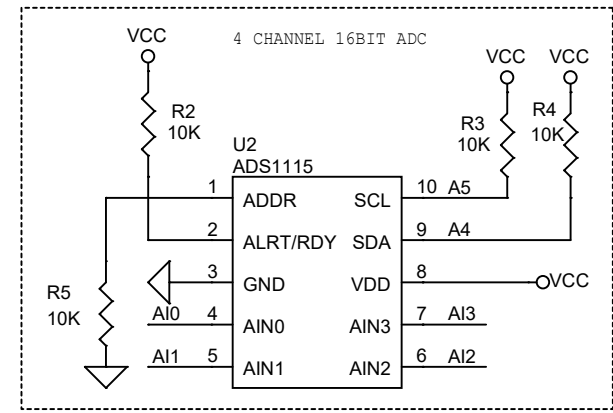 4 CHANNEL 16BIT ADC
VCC
VCC
VCC
R2
10K
R3
10K
R4
10K
U2
ADS1115
1 ADDR
SCL 10 A5
2 ALRT/RDY
SDA 9 A4
3 GND
VDD 8 VCC
R5
10K
AI0 4 AIN0
AIN3 7 AI3
AI1 5 AIN1
AIN2 6 AI2